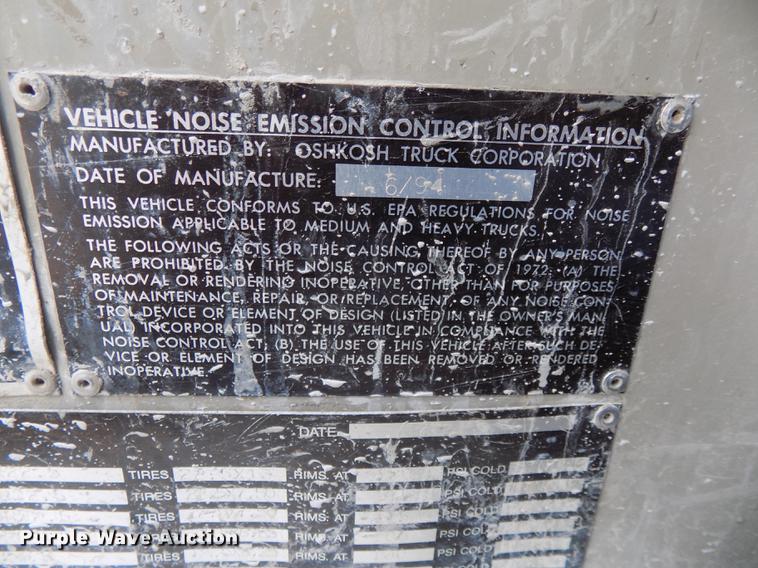 VEHICLE NOISE EMISSION CONTROL INFORMATION
MANUFACTURED BY: OSHKOSH TRUCK CORPORATION
DATE OF MANUFACTURE: 6/94
THIS VEHICLE CONFORMS TO U.S. EPA REGULATIONS FOR NOISE
EMISSION APPLICABLE TO MEDIUM AND HEAVY TRUCKS.
THE FOLLOWING ACTS OR THE CAUSING THEREOF BY ANY PERSON
ARE PROHIBITED BY THE NOISE CONTROL ACT OF 1972: (A) THE
REMOVAL OR RENDERING INOPERATIVE, OTHER THAN FOR PURPOSES
OF MAINTENANCE, REPAIR, OR REPLACEMENT, OF ANY NOISE CON-
TROL DEVICE OR ELEMENT OF DESIGN (LISTED IN THE OWNER'S MAN-
UAL) INCORPORATED INTO THIS VEHICLE IN COMPLIANCE WITH THE
NOISE CONTROL ACT; (B) THE USE OF THIS VEHICLE AFTER SUCH DE-
VICE OR ELEMENT OF DESIGN HAS BEEN REMOVED OR RENDERED
INOPERATIVE.
DATE
TIRES RIMS. AT PSI COLD
TIRES RIMS. AT PSI COLD
TIRES RIMS. AT PSI COLD
TIRES RIMS. AT PSI COLD
TIRES RIMS. AT
Purple Wave Auction